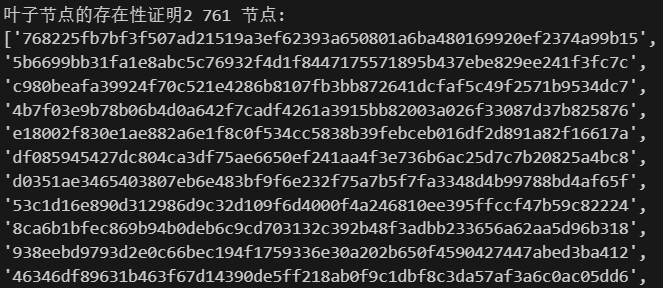 叶子节点的存在性证明2 761 节点:
['768225fb7bf3f507ad21519a3ef62393a650801a6ba480169920ef2374a99b15',
'5b6699bb31fa1e8abc5c76932f4d1f8447175571895b437ebe829ee241f3fc7c',
'c980beafa39924f70c521e4286b8107fb3bb872641dcfaf5c49f2571b9534dc7',
'4b7f03e9b78b06b4d0a642f7cadf4261a3915bb82003a026f33087d37b825876',
'e18002f830e1ae882a6e1f8c0f534cc5838b39febceb016df2d891a82f16617a',
'df085945427dc804ca3df75ae6650ef241aa4f3e736b6ac25d7c7b20825a4bc8',
'd0351ae3465403807eb6e483bf9f6e232f75a7b5f7fa3348d4b99788bd4af65f',
'53c1d16e890d312986d9c32d109f6d4000f4a246810ee395ffccf47b59c82224',
'8ca6b1bfec869b94b0deb6c9cd703132c392b48f3adbb233656a62aa5d96b318',
'938eebd9793d2e0c66bec194f1759336e30a202b650f4590427447abed3ba412',
'46346df89631b463f67d14390de5ff218ab0f9c1dbf8c3da57af3a6c0ac05dd6',